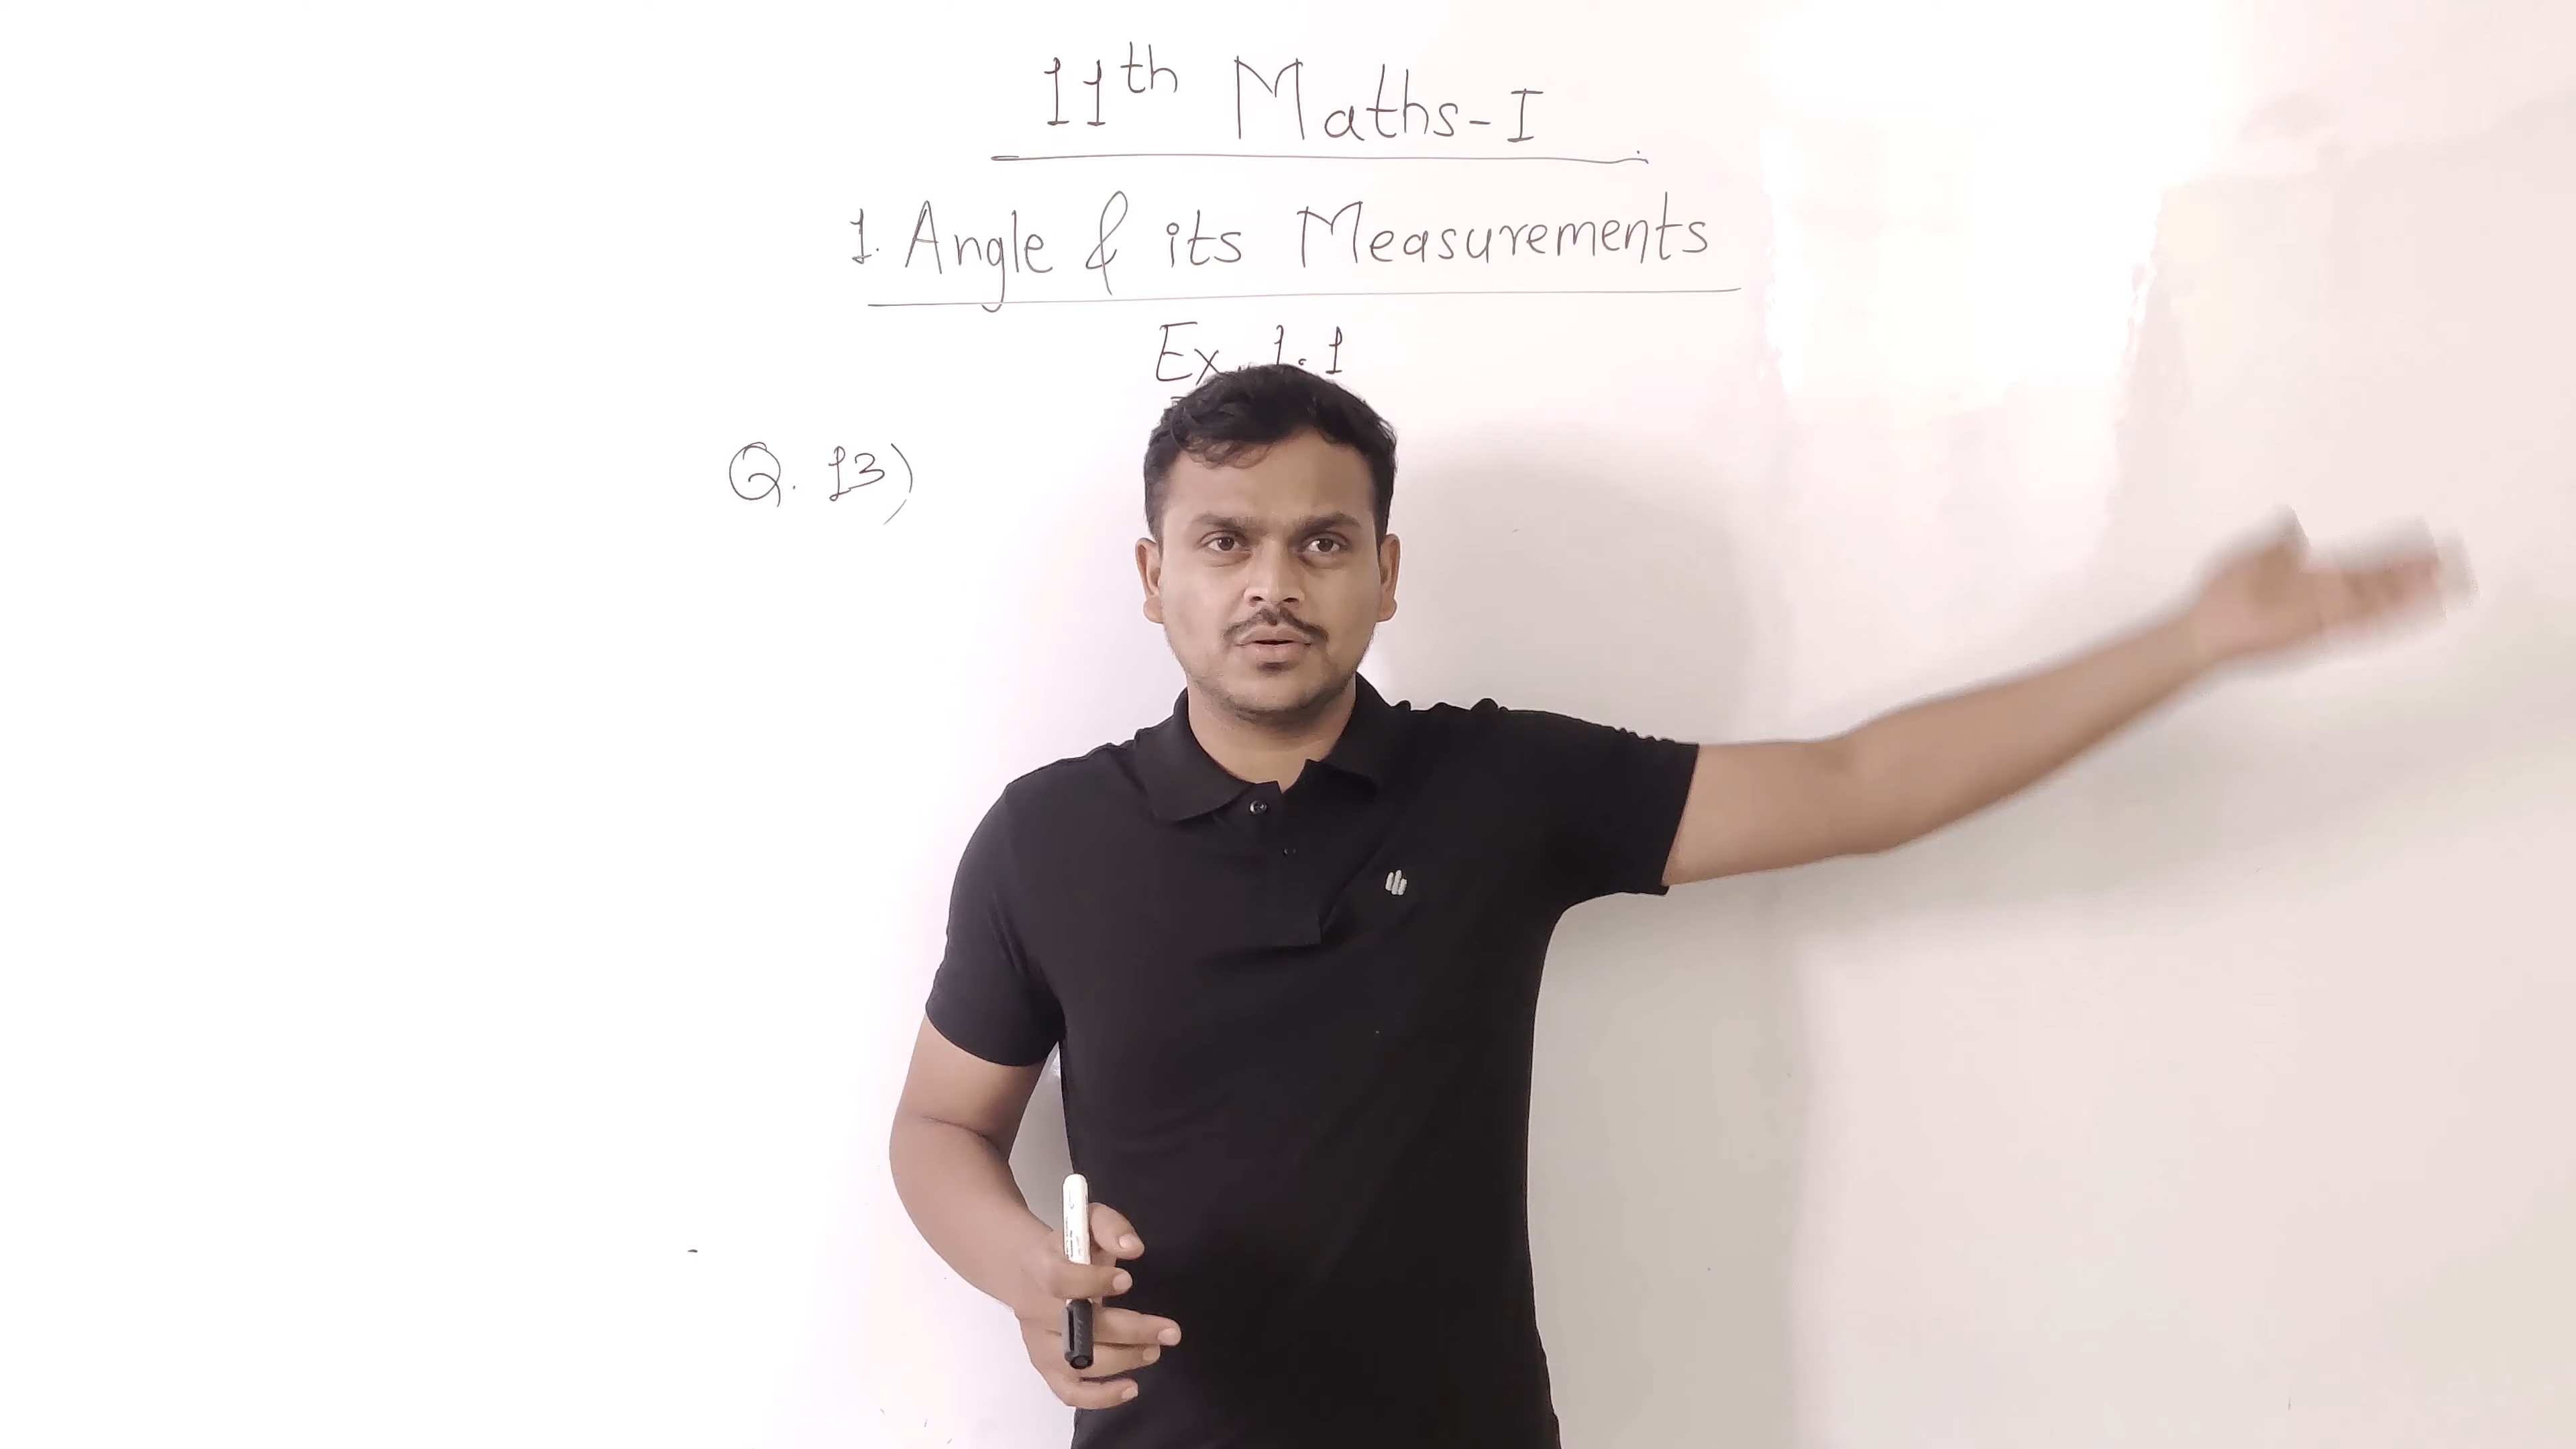 11th Maths-I
1. Angle & its Measurements
Ex. 1.1
Q. 13)